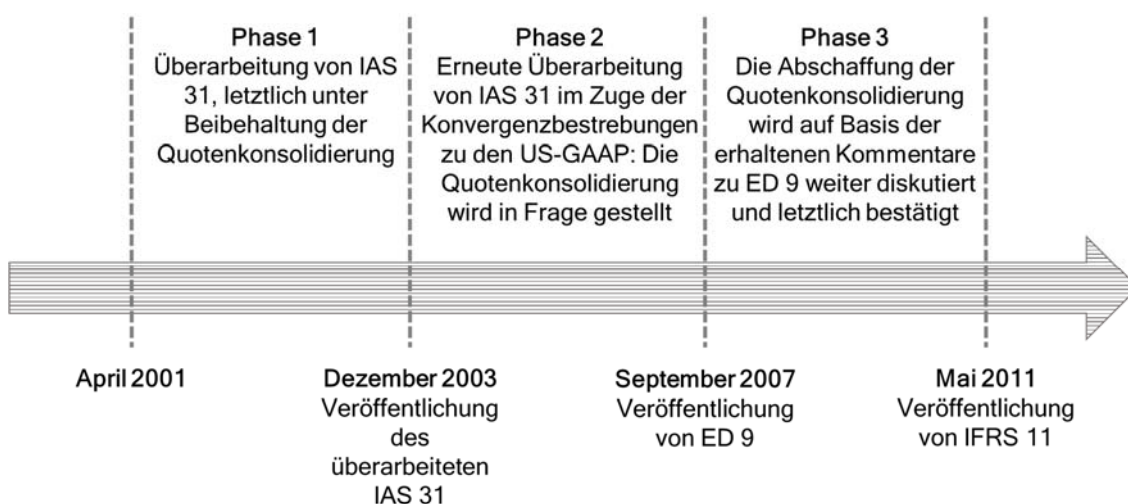 Phase 1
Überarbeitung von IAS
31, letztlich unter
Beibehaltung der
Quotenkonsolidierung
Phase 2
Erneute Überarbeitung
von IAS 31 im Zuge der
Konvergenzbestrebungen
zu den US-GAAP: Die
Quotenkonsolidierung
wird in Frage gestellt
Phase 3
Die Abschaffung der
Quotenkonsolidierung
wird auf Basis der
erhaltenen Kommentare
zu ED 9 weiter diskutiert
und letztlich bestätigt
April 2001
Dezember 2003
Veröffentlichung
des
überarbeiteten
IAS 31
September 2007
Veröffentlichung
von ED 9
Mai 2011
Veröffentlichung
von IFRS 11